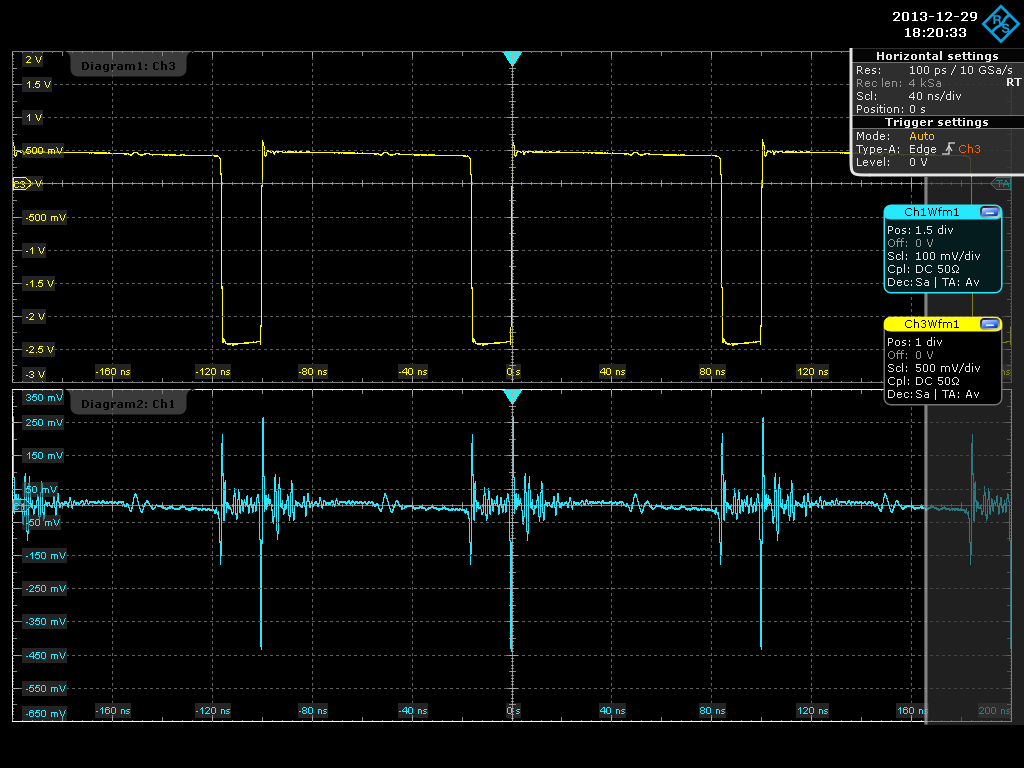 2013-12-29
18:20:33
R&S
Horizontal settings
Res: 100 ps / 10 GSa/s
Rec len: 4 kSa RT
Scl: 40 ns/div
Position: 0 s
Trigger settings
Mode: Auto
Type-A: Edge Ch3
Level: 0 V
Diagram1: Ch3
2 V
1.5 V
1 V
500 mV
C3 0 V
TA
-500 mV
-1 V
-1.5 V
-2 V
-2.5 V
-3 V
-160 ns -120 ns -80 ns -40 ns 0 s 40 ns 80 ns 120 ns
Ch1Wfm1
Pos: 1.5 div
Off: 0 V
Scl: 100 mV/div
Cpl: DC 50Ω
Dec: Sa | TA: Av
Ch3Wfm1
Pos: 1 div
Off: 0 V
Scl: 500 mV/div
Cpl: DC 50Ω
Dec: Sa | TA: Av
Diagram2: Ch1
350 mV
250 mV
150 mV
50 mV
-50 mV
-150 mV
-250 mV
-350 mV
-450 mV
-550 mV
-650 mV
-160 ns -120 ns -80 ns -40 ns 0 s 40 ns 80 ns 120 ns 160 ns 200 ns